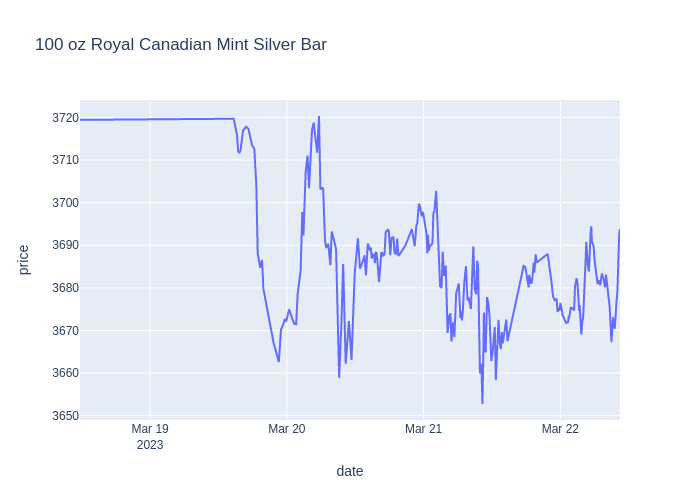 100 oz Royal Canadian Mint Silver Bar
price
3720
3710
3700
3690
3680
3670
3660
3650
Mar 19
2023
Mar 20
Mar 21
Mar 22
date